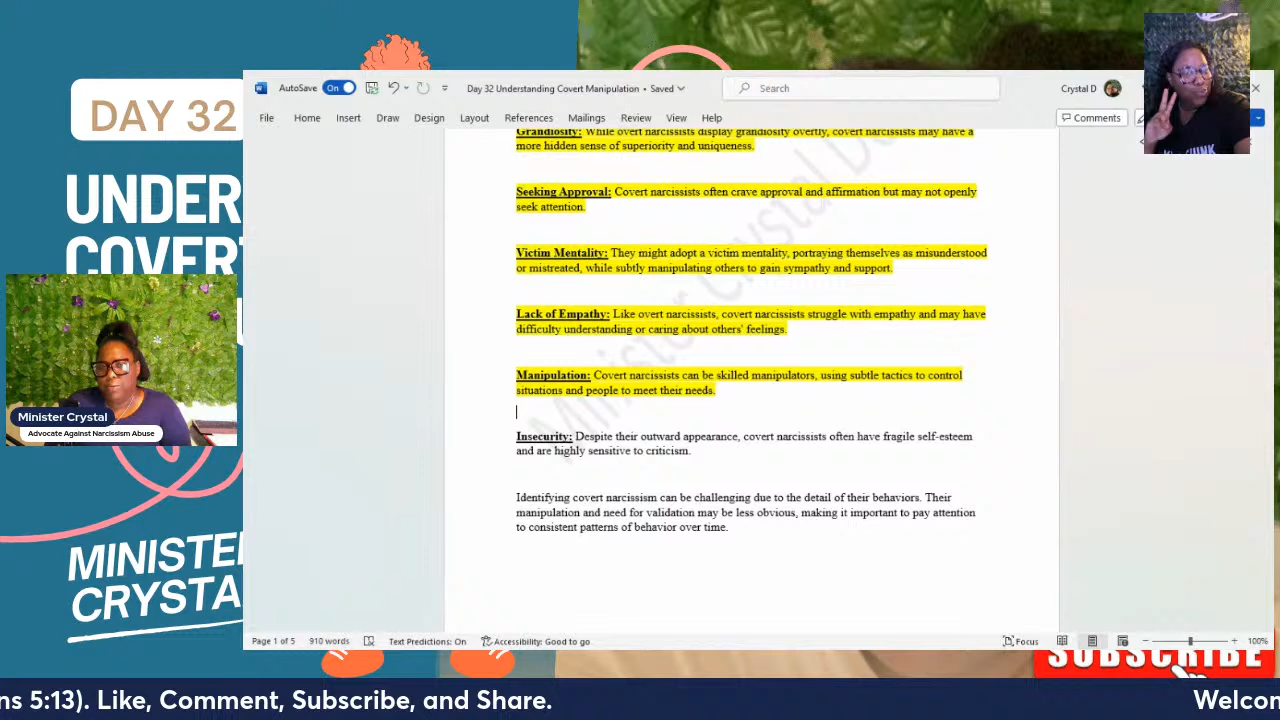 DAY 32
UNDER
COVERT
MINISTER
CRYSTA
Minister Crystal
Advocate Against Narcissism Abuse
AutoSave On
Day 32 Understanding Covert Manipulation • Saved
Search
Crystal D
File Home Insert Draw Design Layout References Mailings Review View Help
Comments
Grandiosity: While overt narcissists display grandiosity overtly, covert narcissists may have a
more hidden sense of superiority and uniqueness.
Seeking Approval: Covert narcissists often crave approval and affirmation but may not openly
seek attention.
Victim Mentality: They might adopt a victim mentality, portraying themselves as misunderstood
or mistreated, while subtly manipulating others to gain sympathy and support.
Lack of Empathy: Like overt narcissists, covert narcissists struggle with empathy and may have
difficulty understanding or caring about others' feelings.
Manipulation: Covert narcissists can be skilled manipulators, using subtle tactics to control
situations and people to meet their needs.
Insecurity: Despite their outward appearance, covert narcissists often have fragile self-esteem
and are highly sensitive to criticism.
Identifying covert narcissism can be challenging due to the detail of their behaviors. Their
manipulation and need for validation may be less obvious, making it important to pay attention
to consistent patterns of behavior over time.
Minister Crystal
Page 1 of 5 910 words Text Predictions: On Accessibility: Good to go
Focus 100%
SUBSCRIBE
ns 5:13). Like, Comment, Subscribe, and Share. Welcon